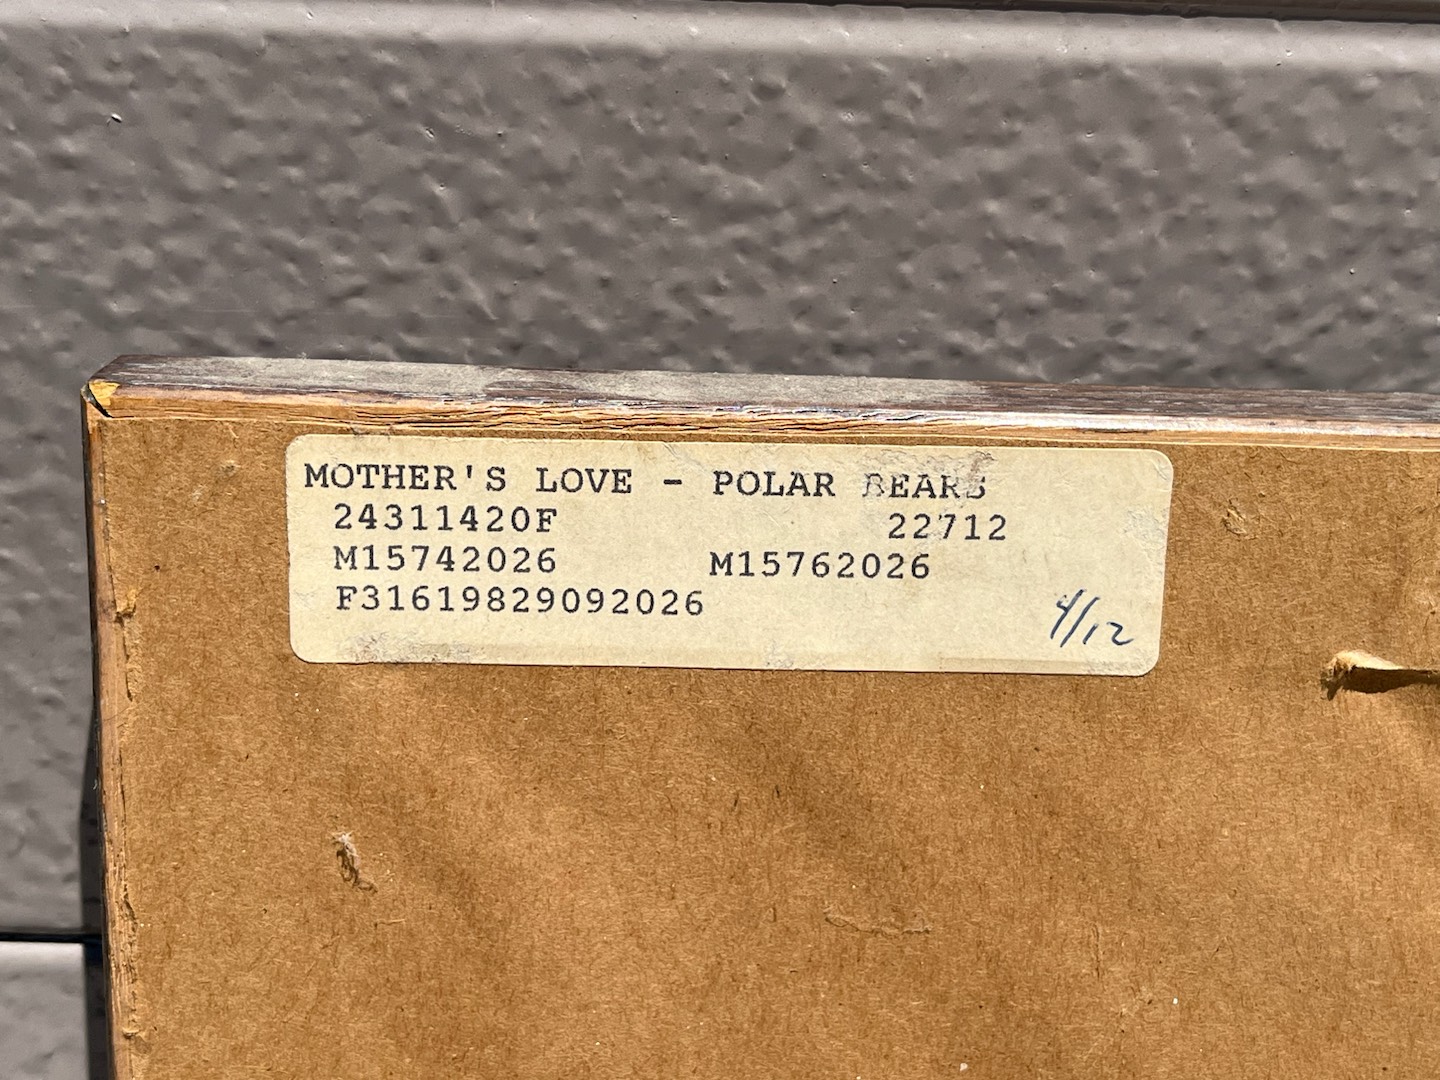 MOTHER'S LOVE - POLAR BEARS
24311420F 22712
M15742026 M15762026
F31619829092026
4/12